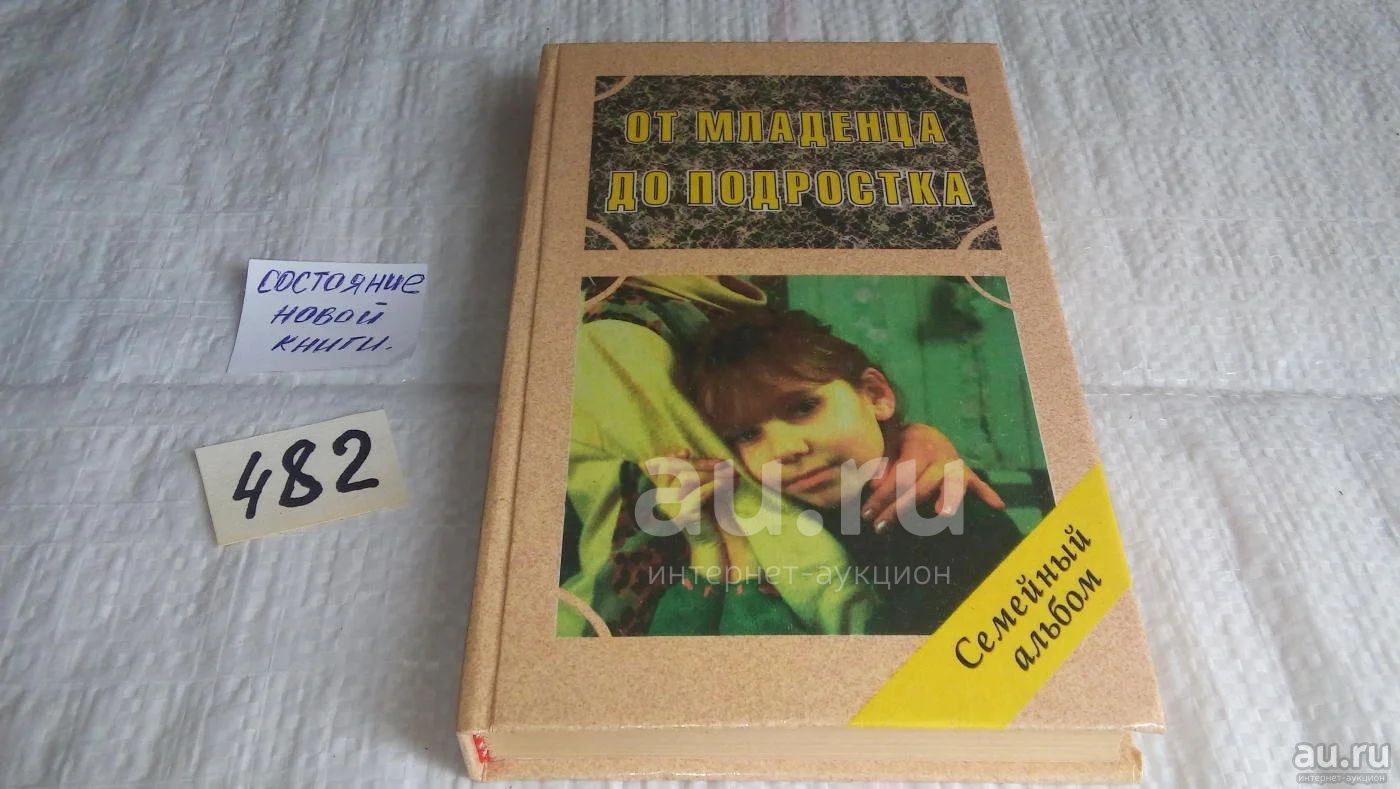 ОТ МЛАДЕНЦА
ДО ПОДРОСТКА
состояние
новой
книги.
482
au.ru
интернет-аукцион
Семейный
альбом
au.ru
интернет-аукцион